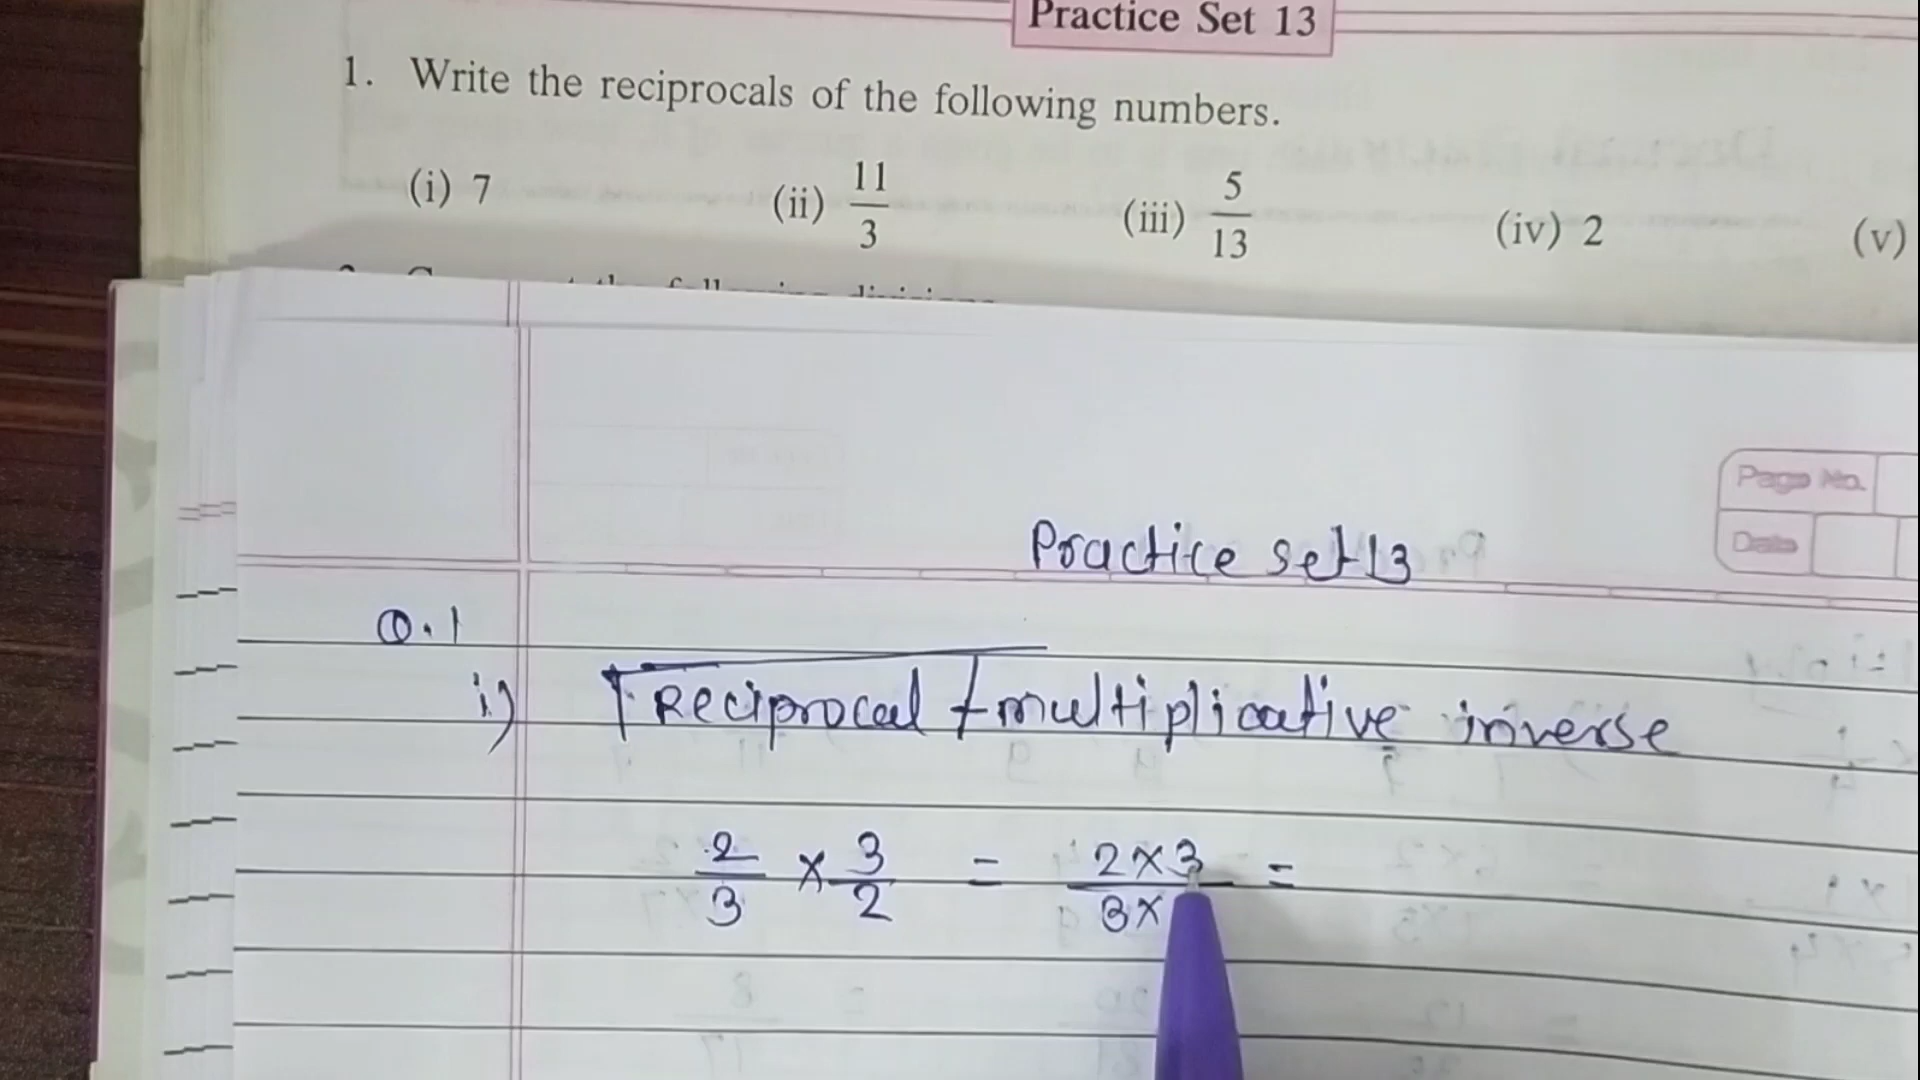 Practice Set 13
1. Write the reciprocals of the following numbers.
(i) 7 (ii) 11/3 (iii) 5/13 (iv) 2 (v)
Page No.
Date
Practice set 13
Q.1
i) Reciprocal / multiplicative inverse
2/3 × 3/2 = 2×3/3× =